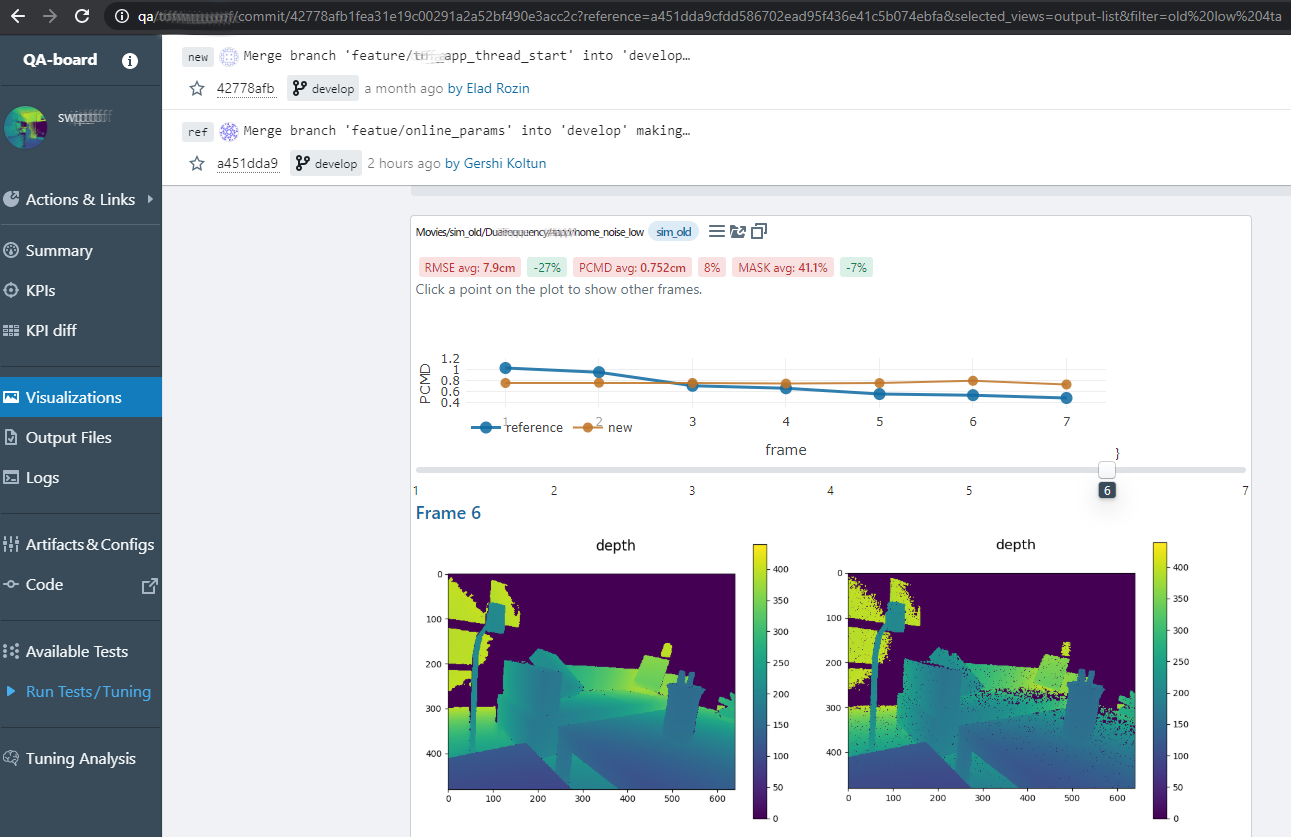 qa/ /commit/42778afb1fea31e19c00291a2a52bf490e3acc2c?reference=a451dda9cfdd586702ead95f436e41c5b074ebfa&selected_views=output-list&filter=old%20low%204ta
QA-board
new Merge branch 'feature/ _app_thread_start' into 'develop…
42778afb develop a month ago by Elad Rozin
ref Merge branch 'featue/online_params' into 'develop' making…
a451dda9 develop 2 hours ago by Gershi Koltun
Actions & Links
Summary
KPIs
KPI diff
Visualizations
Output Files
Logs
Artifacts & Configs
Code
Available Tests
Run Tests / Tuning
Tuning Analysis
Movies/sim_old/ home_noise_low sim_old
RMSE avg: 7.9cm -27% PCMD avg: 0.752cm 8% MASK avg: 41.1% -7%
Click a point on the plot to show other frames.
PCMD
1.2
1
0.8
0.6
0.4
1 2 3 4 5 6 7
reference new
frame
}
1 2 3 4 5 6 7
Frame 6
depth
0
100
200
300
400
0 100 200 300 400 500 600
400
350
300
250
200
150
100
50
0
depth
0
100
200
300
400
0 100 200 300 400 500 600
400
350
300
250
200
150
100
50
0